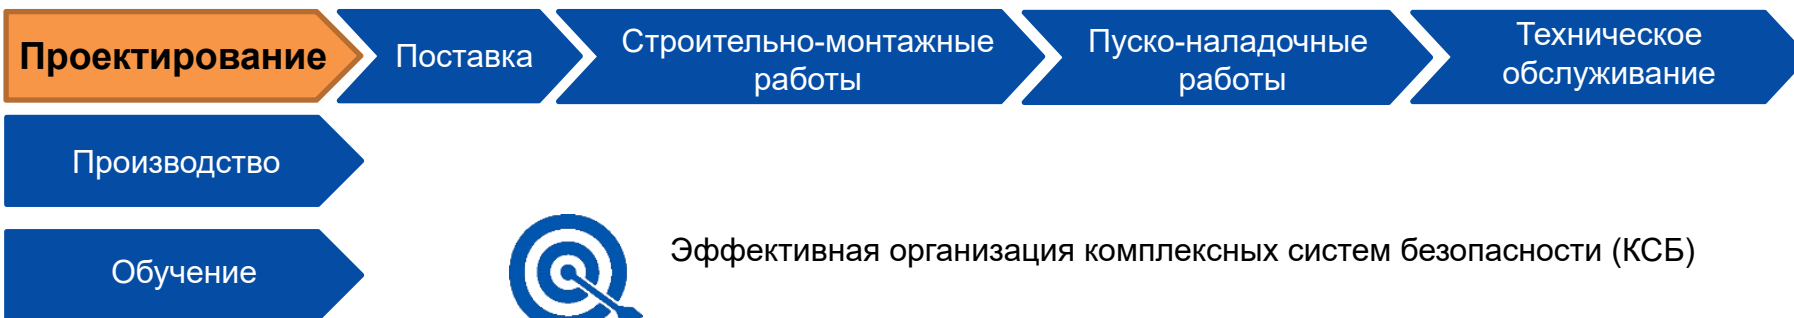 Проектирование
Поставка
Строительно-монтажные
работы
Пуско-наладочные
работы
Техническое
обслуживание
Производство
Обучение
Эффективная организация комплексных систем безопасности (КСБ)